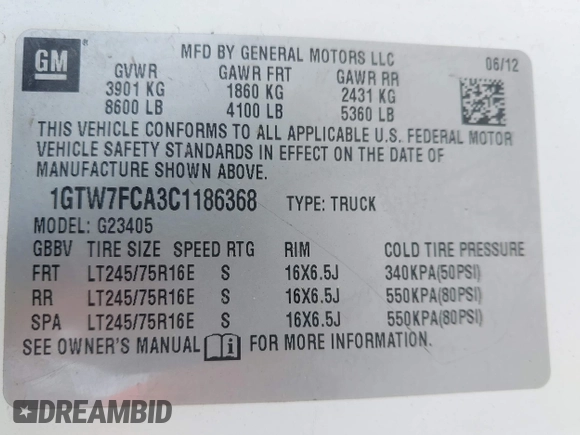 GM
MFD BY GENERAL MOTORS LLC
06/12
GVWR GAWR FRT GAWR RR
3901 KG 1860 KG 2431 KG
8600 LB 4100 LB 5360 LB
THIS VEHICLE CONFORMS TO ALL APPLICABLE U.S. FEDERAL MOTOR
VEHICLE SAFETY STANDARDS IN EFFECT ON THE DATE OF
MANUFACTURE SHOWN ABOVE.
1GTW7FCA3C1186368 TYPE: TRUCK
MODEL: G23405
GBBV TIRE SIZE SPEED RTG RIM COLD TIRE PRESSURE
FRT LT245/75R16E S 16X6.5J 340KPA(50PSI)
RR LT245/75R16E S 16X6.5J 550KPA(80PSI)
SPA LT245/75R16E S 16X6.5J 550KPA(80PSI)
SEE OWNER'S MANUAL i FOR MORE INFORMATION.
DREAMBID